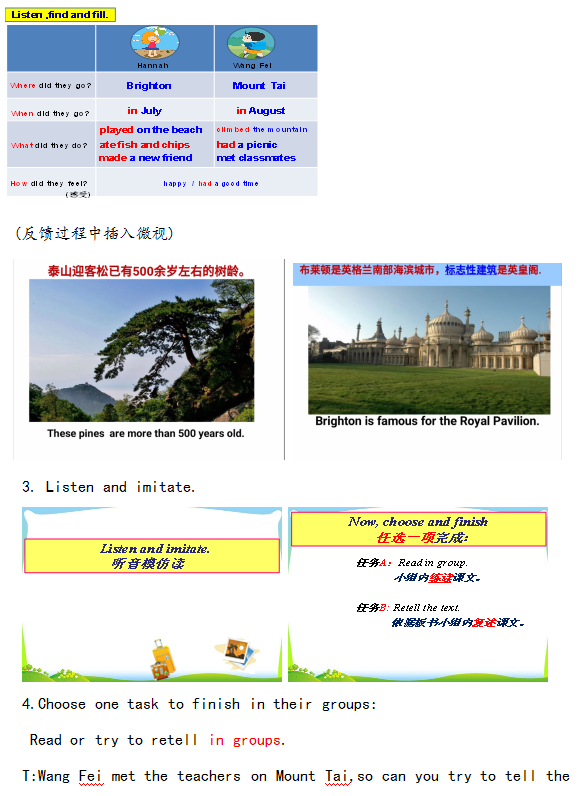 Listen ,find and fill.
Hannah Wang Fei
Where did they go? Brighton Mount Tai
When did they go? in July in August
What did they do? played on the beach climbed the mountain
ate fish and chips had a picnic
made a new friend met classmates
How did they feel? happy / had a good time
(感受)
(反馈过程中插入微视)
泰山迎客松已有500余岁左右的树龄。
These pines are more than 500 years old.
布莱顿是英格兰南部海滨城市，标志性建筑是英皇阁.
Brighton is famous for the Royal Pavilion.
3. Listen and imitate.
Listen and imitate.
听音模仿读
Now, choose and finish
任选一项完成：
任务A：Read in group.
小组内练读课文。
任务B: Retell the text.
依据板书小组内复述课文。
4.Choose one task to finish in their groups:
Read or try to retell in groups.
T:Wang Fei met the teachers on Mount Tai,so can you try to tell the